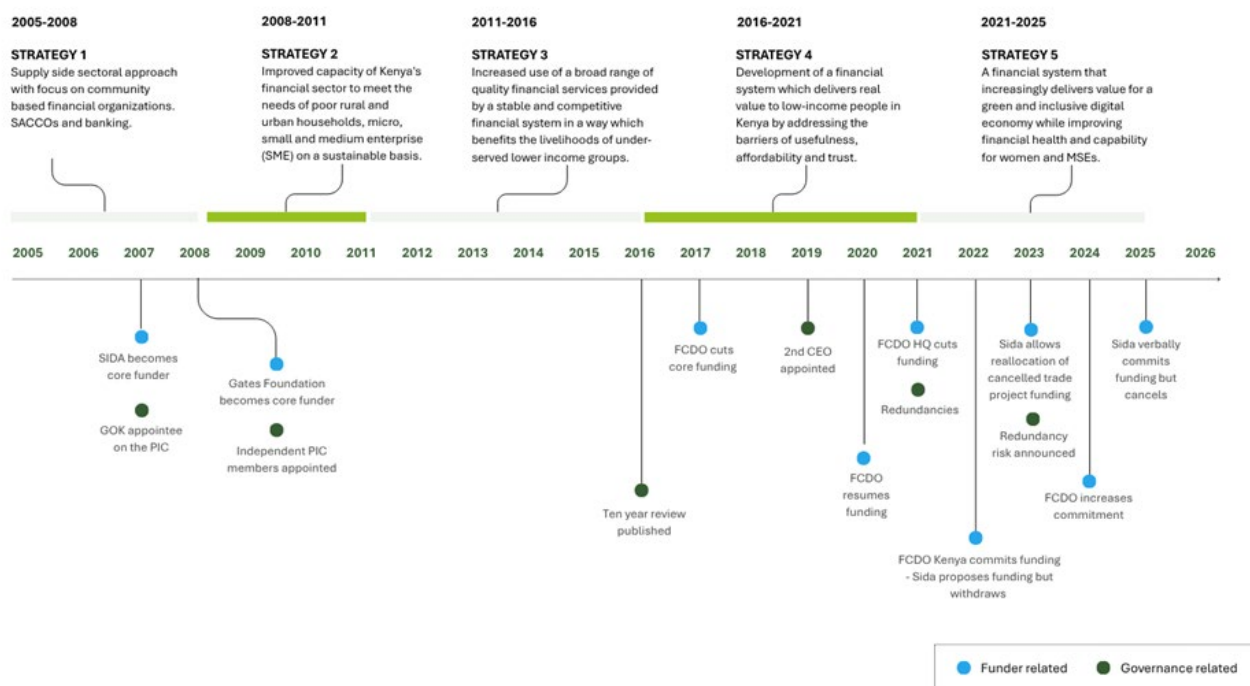 2005-2008
STRATEGY 1
Supply side sectoral approach
with focus on community
based financial organizations.
SACCOs and banking.
2008-2011
STRATEGY 2
Improved capacity of Kenya's
financial sector to meet the
needs of poor rural and
urban households, micro,
small and medium enterprise
(SME) on a sustainable basis.
2011-2016
STRATEGY 3
Increased use of a broad range of
quality financial services provided
by a stable and competitive
financial system in a way which
benefits the livelihoods of under-
served lower income groups.
2016-2021
STRATEGY 4
Development of a financial
system which delivers real
value to low-income people in
Kenya by addressing the
barriers of usefulness,
affordability and trust.
2021-2025
STRATEGY 5
A financial system that
increasingly delivers value for a
green and inclusive digital
economy while improving
financial health and capability
for women and MSEs.
2005 2006 2007 2008 2009 2010 2011 2012 2013 2014 2015 2016 2017 2018 2019 2020 2021 2022 2023 2024 2025 2026
SIDA becomes
core funder
GOK appointee
on the PIC
Gates Foundation
becomes core funder
Independent PIC
members appointed
Ten year review
published
FCDO cuts
core funding
2nd CEO
appointed
FCDO
resumes
funding
FCDO HQ cuts
funding
Redundancies
FCDO Kenya commits funding
- Sida proposes funding but
withdraws
Sida allows
reallocation of
cancelled trade
project funding
Redundancy
risk announced
FCDO increases
commitment
Sida verbally
commits
funding but
cancels
Funder related
Governance related